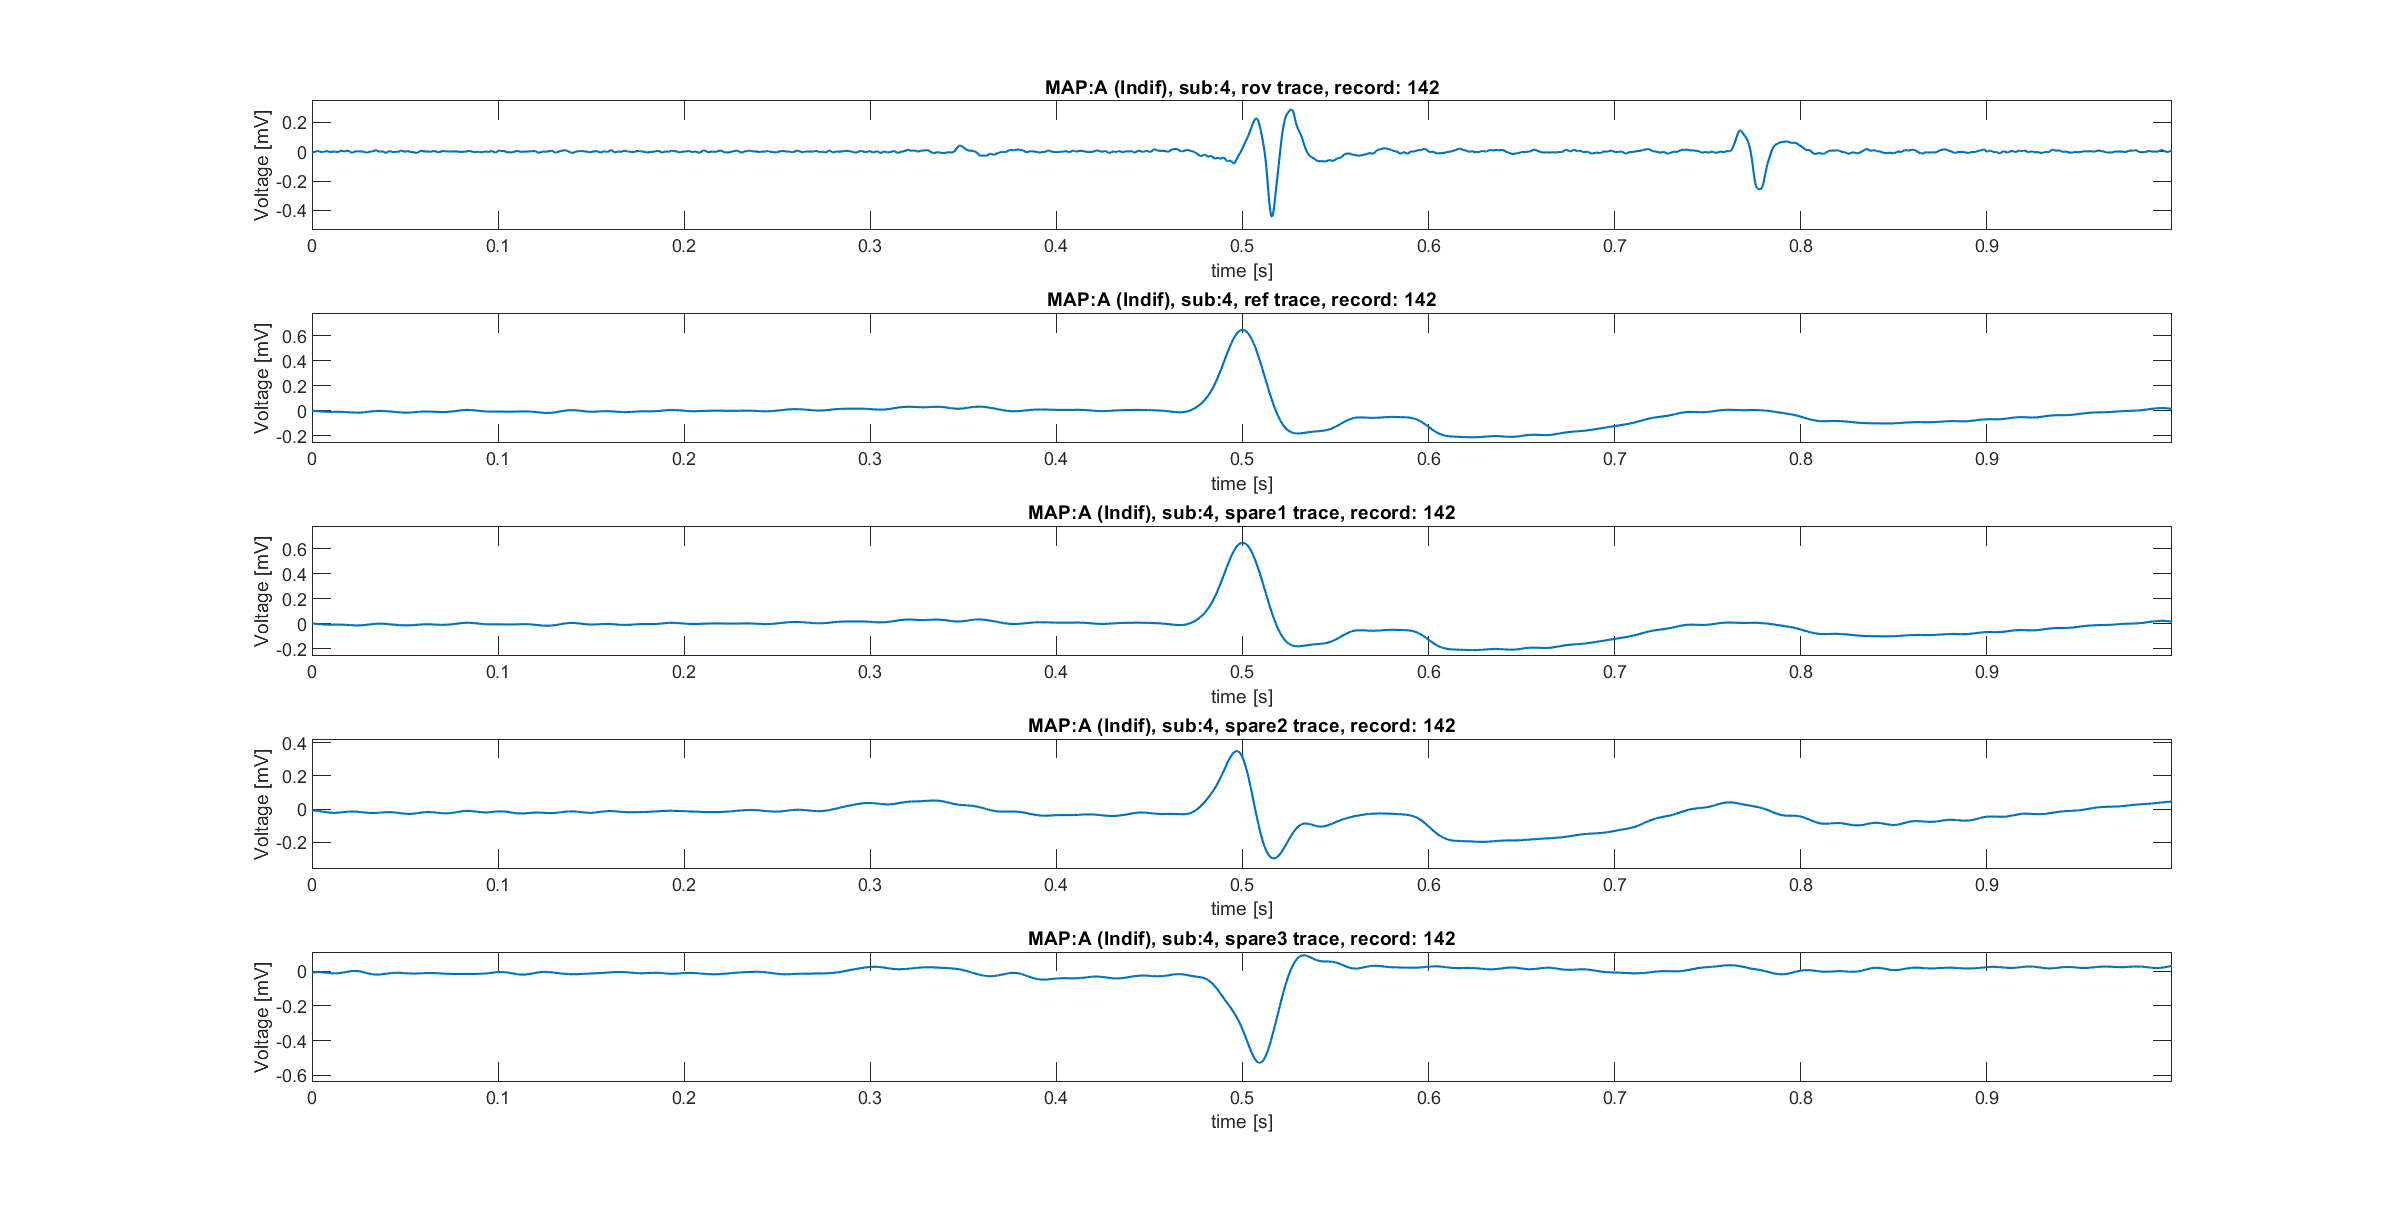 MAP:A (Indif), sub:4, rov trace, record: 142
Voltage [mV]
0.2
0
-0.2
-0.4
0 0.1 0.2 0.3 0.4 0.5 0.6 0.7 0.8 0.9
time [s]
MAP:A (Indif), sub:4, ref trace, record: 142
Voltage [mV]
0.6
0.4
0.2
0
-0.2
0 0.1 0.2 0.3 0.4 0.5 0.6 0.7 0.8 0.9
time [s]
MAP:A (Indif), sub:4, spare1 trace, record: 142
Voltage [mV]
0.6
0.4
0.2
0
-0.2
0 0.1 0.2 0.3 0.4 0.5 0.6 0.7 0.8 0.9
time [s]
MAP:A (Indif), sub:4, spare2 trace, record: 142
Voltage [mV]
0.4
0.2
0
-0.2
0 0.1 0.2 0.3 0.4 0.5 0.6 0.7 0.8 0.9
time [s]
MAP:A (Indif), sub:4, spare3 trace, record: 142
Voltage [mV]
0
-0.2
-0.4
-0.6
0 0.1 0.2 0.3 0.4 0.5 0.6 0.7 0.8 0.9
time [s]